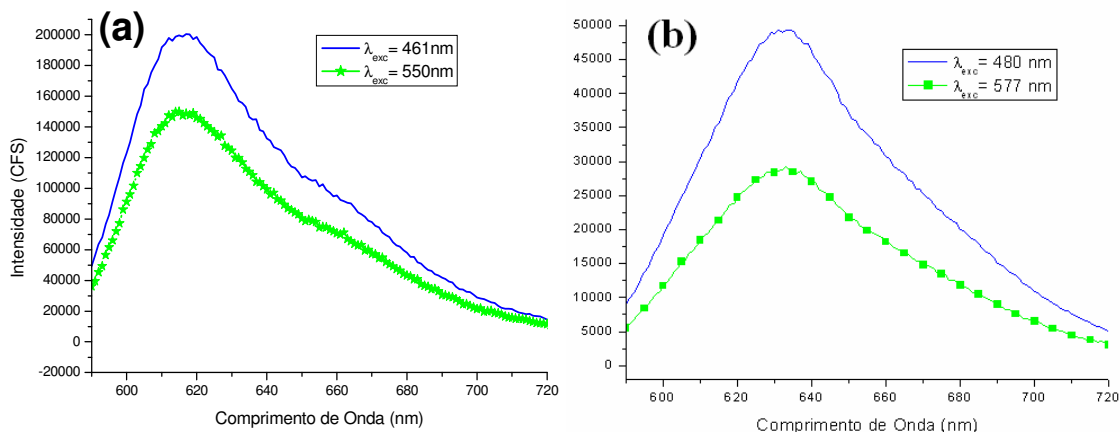 (a)
λexc= 461nm
λexc= 550nm
Intensidade (CFS)
200000
180000
160000
140000
120000
100000
80000
60000
40000
20000
0
-20000
600 620 640 660 680 700 720
Comprimento de Onda (nm)
(b)
λexc= 480 nm
λexc= 577 nm
50000
45000
40000
35000
30000
25000
20000
15000
10000
5000
0
600 620 640 660 680 700 720
Comprimento de Onda (nm)